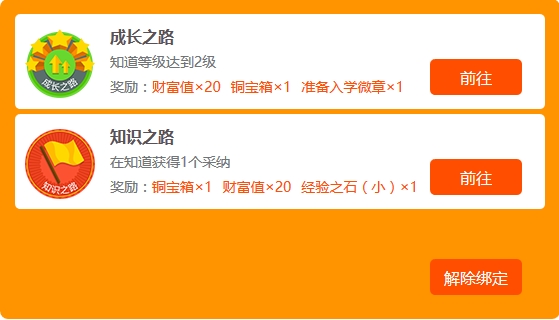 成长之路
知道等级达到2级
奖励：财富值×20 铜宝箱×1 准备入学徽章×1
成长之路
前往
知识之路
在知道获得1个采纳
奖励：铜宝箱×1 财富值×20 经验之石（小）×1
知识之路
前往
解除绑定